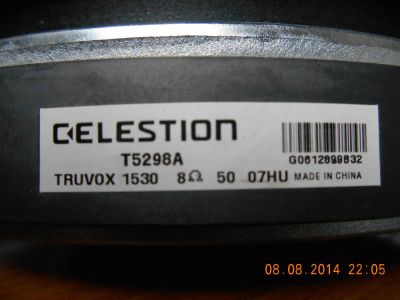 CELESTION
T5298A
G0612899832
TRUVOX 1530 8Ω 50 07HU MADE IN CHINA
08.08.2014 22:05